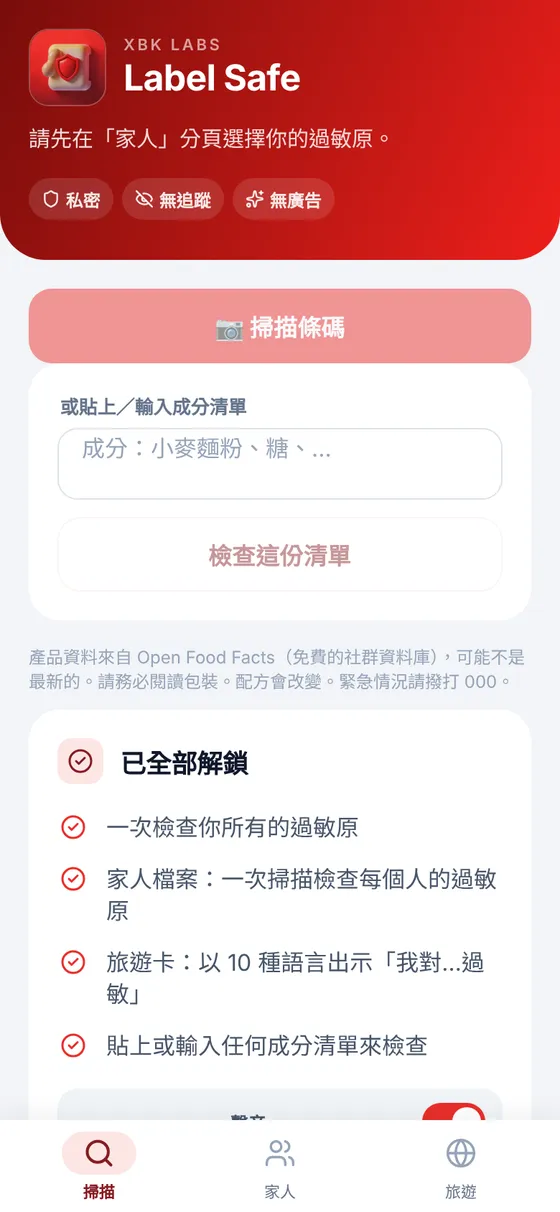 XBK LABS
Label Safe
請先在「家人」分頁選擇你的過敏原。
私密
無追蹤
無廣告
📷 掃描條碼
或貼上／輸入成分清單
成分：小麥麵粉、糖、...
檢查這份清單
產品資料來自 Open Food Facts（免費的社群資料庫），可能不是
最新的。請務必閱讀包裝。配方會改變。緊急情況請撥打 000。
已全部解鎖
一次檢查你所有的過敏原
家人檔案：一次掃描檢查每個人的過敏
原
旅遊卡：以 10 種語言出示「我對...過
敏」
貼上或輸入任何成分清單來檢查
掃描
家人
旅遊